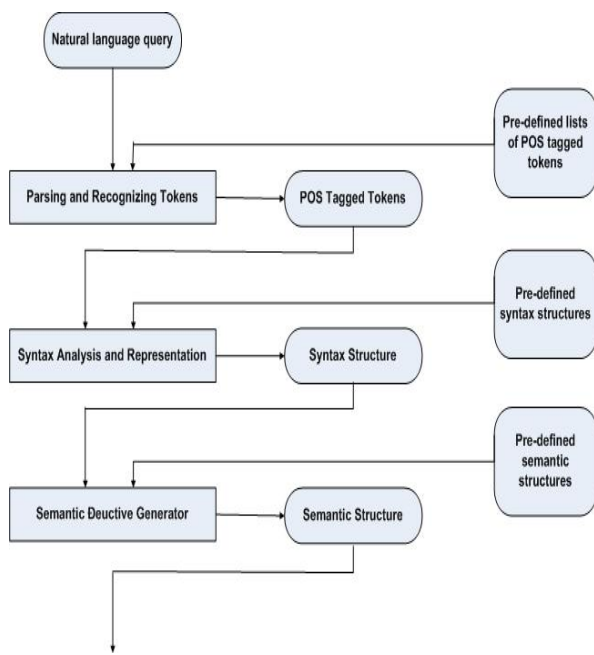 Natural language query
Pre-defined lists
of POS tagged
tokens
Parsing and Recognizing Tokens
POS Tagged Tokens
Pre-defined
syntax structures
Syntax Analysis and Representation
Syntax Structure
Pre-defined
semantic
structures
Semantic Đeuctive Generator
Semantic Structure